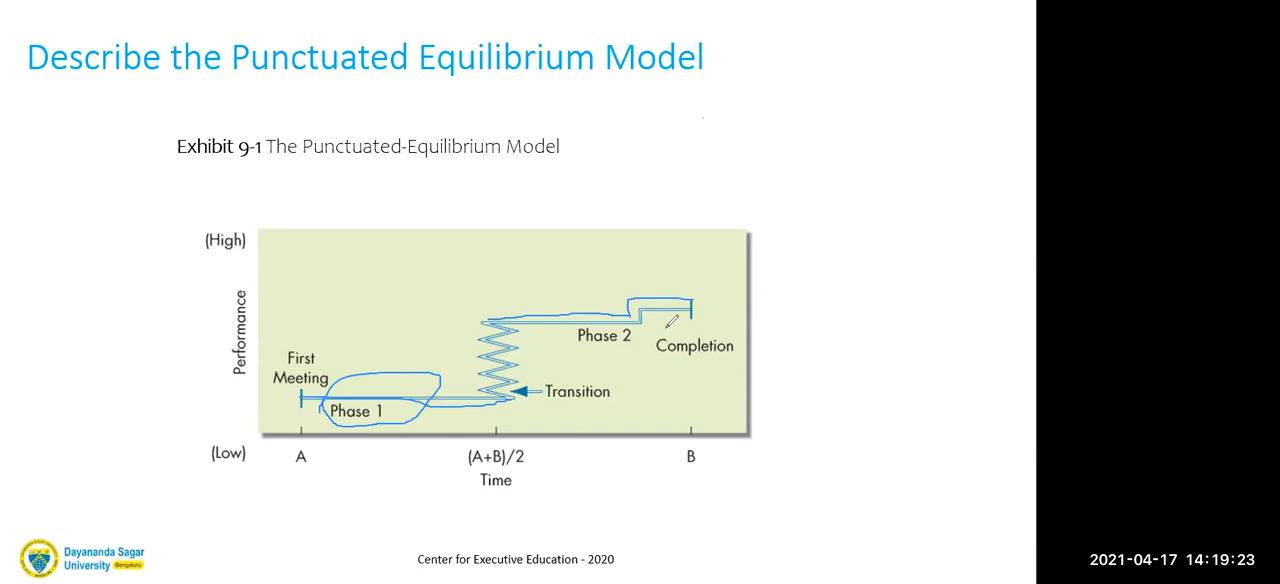 Describe the Punctuated Equilibrium Model
Exhibit 9-1 The Punctuated-Equilibrium Model
(High)
Performance
(Low)
First
Meeting
Phase 1
Transition
Phase 2
Completion
A
(A+B)/2
B
Time
Dayananda Sagar
University Bengaluru
Center for Executive Education - 2020
2021-04-17 14:19:23